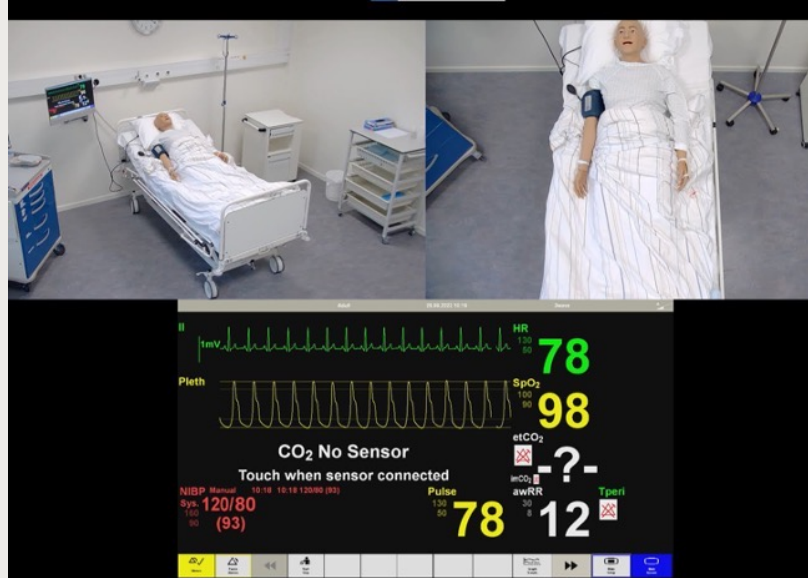 Adult
II
1mV
HR
130
50
78
Pleth
SpO₂
100
90
98
CO₂ No Sensor
Touch when sensor connected
etCO₂
-?-
imCO₂
NIBP Manual 10:18 10:18 120/80 (93)
Sys.
160
90
120/80
(93)
Pulse
130
50
78
awRR
30
8
12
Tperi